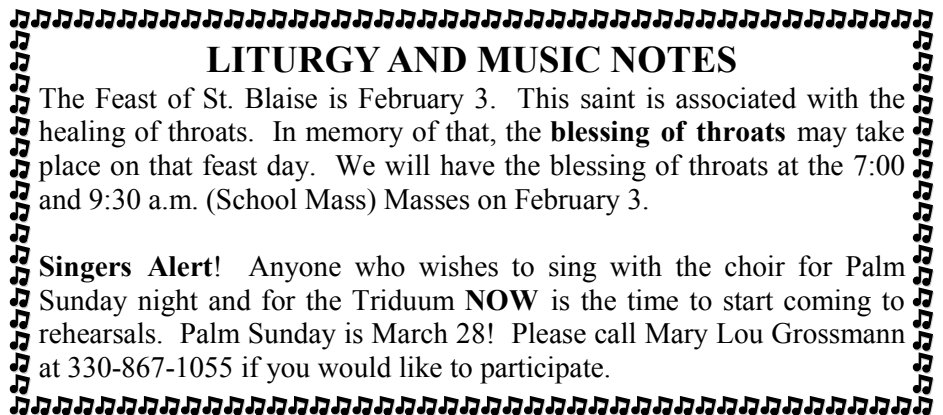 LITURGY AND MUSIC NOTES
The Feast of St. Blaise is February 3.  This saint is associated with the
healing of throats.  In memory of that, the blessing of throats may take
place on that feast day.  We will have the blessing of throats at the 7:00
and 9:30 a.m. (School Mass) Masses on February 3.

Singers Alert!  Anyone who wishes to sing with the choir for Palm
Sunday night and for the Triduum NOW is the time to start coming to
rehearsals.  Palm Sunday is March 28!  Please call Mary Lou Grossmann
at 330-867-1055 if you would like to participate.